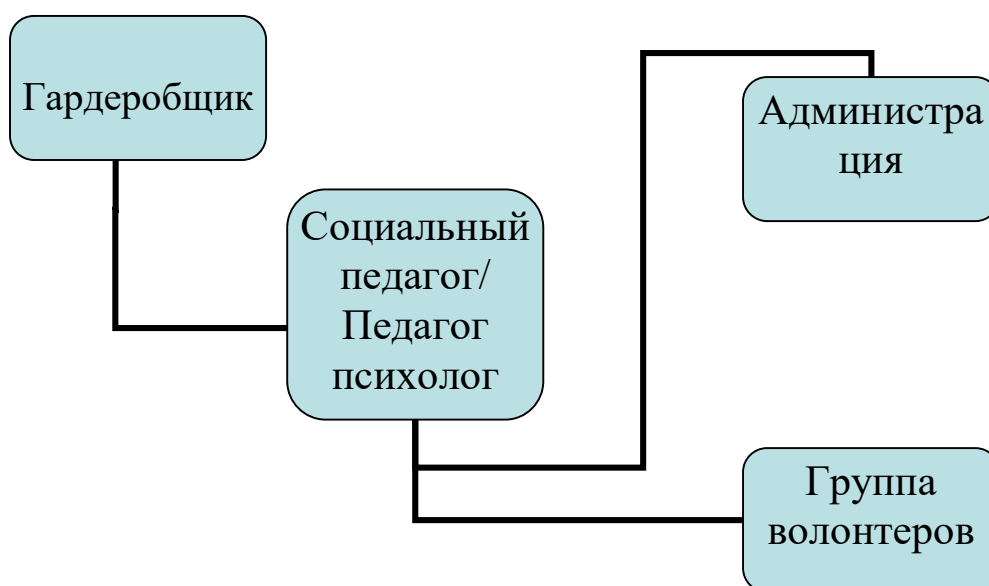 Гардеробщик
Администра
ция
Социальный
педагог/
Педагог
психолог
Группа
волонтеров